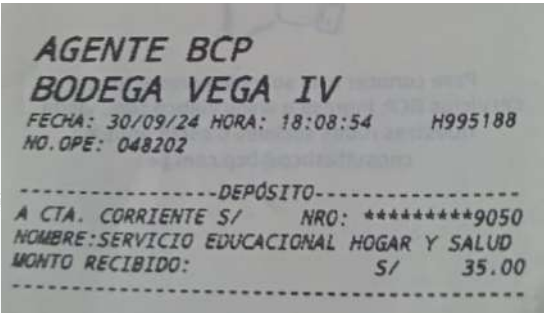 AGENTE BCP
BODEGA VEGA IV
FECHA: 30/09/24 HORA: 18:08:54 H995188
NO.OPE: 048202
--------------------DEPÓSITO--------------------
A CTA. CORRIENTE S/ NRO: *********9050
NOMBRE:SERVICIO EDUCACIONAL HOGAR Y SALUD
MONTO RECIBIDO: S/ 35.00